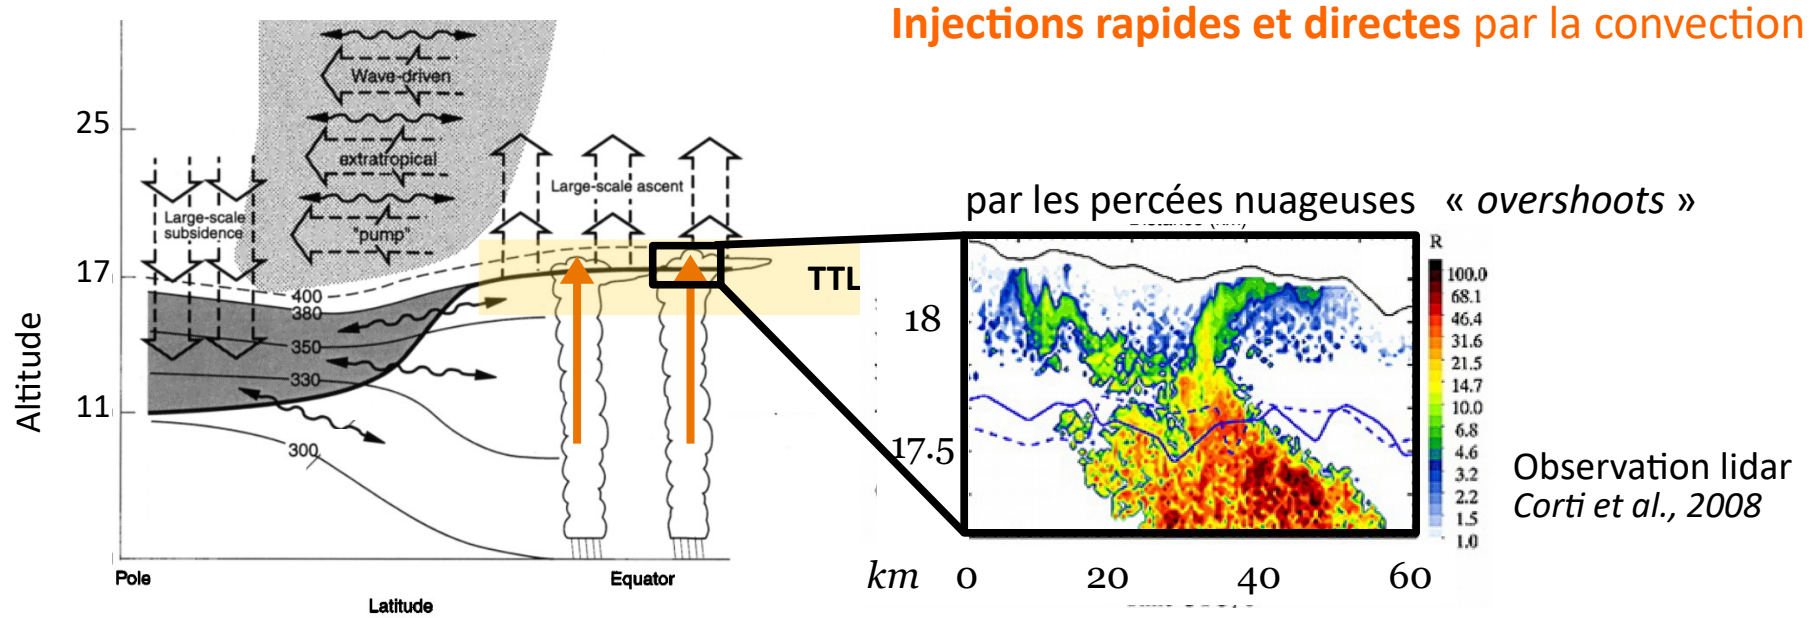 Injections rapides et directes par la convection
Wave-driven
25
extratropical
Large-scale ascent
Large-scale
subsidence
"pump"
par les percées nuageuses « overshoots »
17
TTL
400
380
350
330
300
11
Altitude
Pole
Equator
Latitude
18
17.5
km 0 20 40 60
R
100.0
68.1
46.4
31.6
21.5
14.7
10.0
6.8
4.6
3.2
2.2
1.5
1.0
Observation lidar
Corti et al., 2008